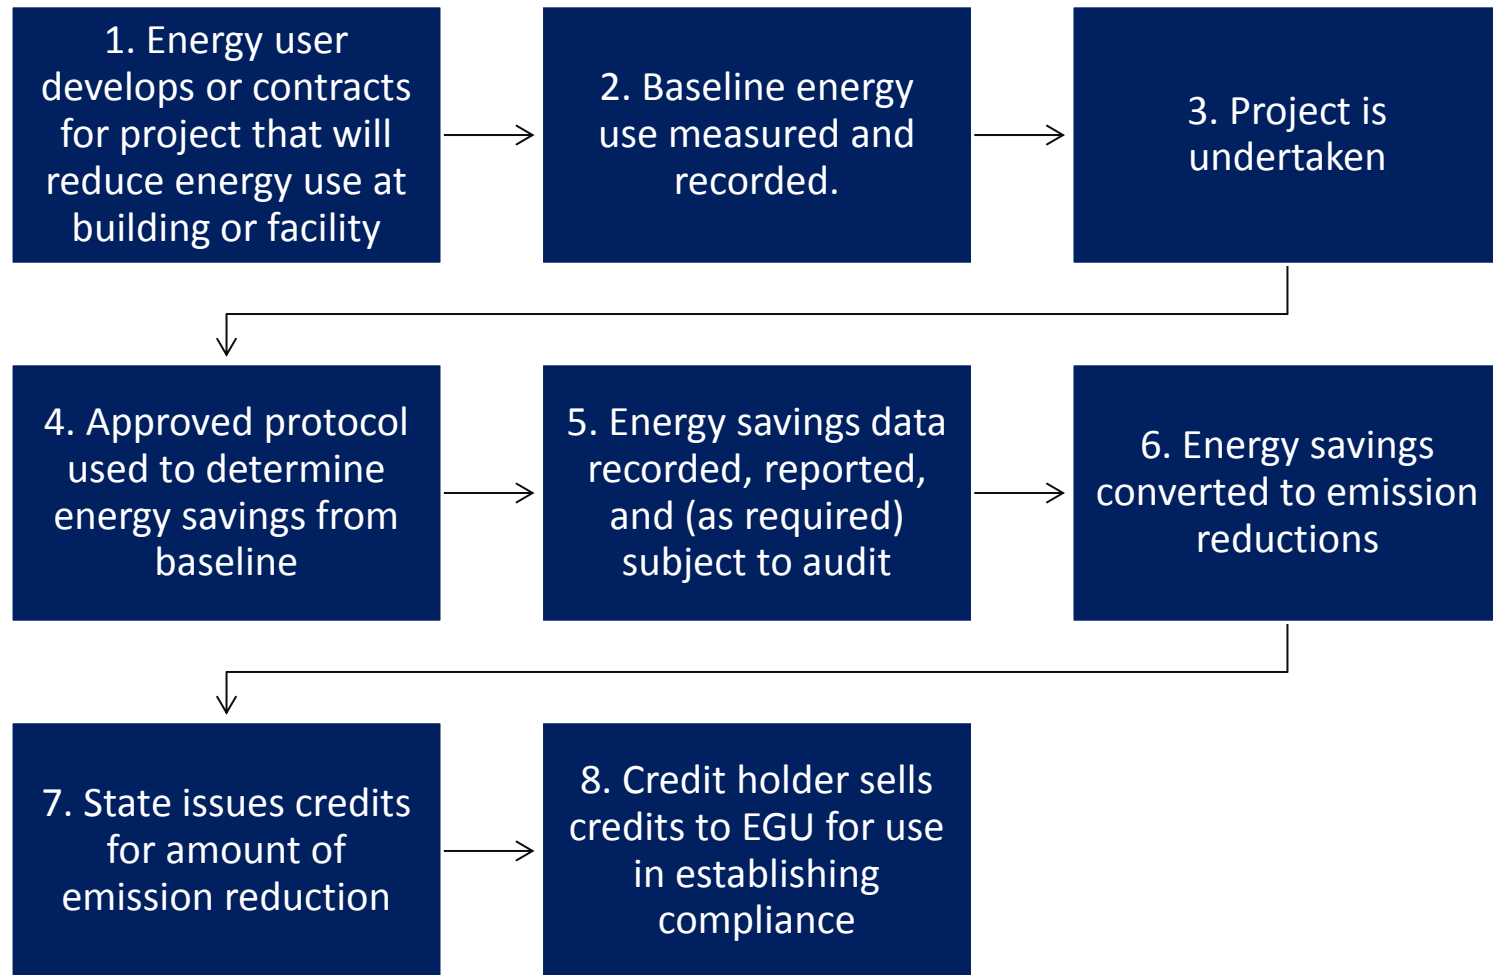 1. Energy user
develops or contracts
for project that will
reduce energy use at
building or facility
2. Baseline energy
use measured and
recorded.
3. Project is
undertaken
4. Approved protocol
used to determine
energy savings from
baseline
5. Energy savings data
recorded, reported,
and (as required)
subject to audit
6. Energy savings
converted to emission
reductions
7. State issues credits
for amount of
emission reduction
8. Credit holder sells
credits to EGU for use
in establishing
compliance